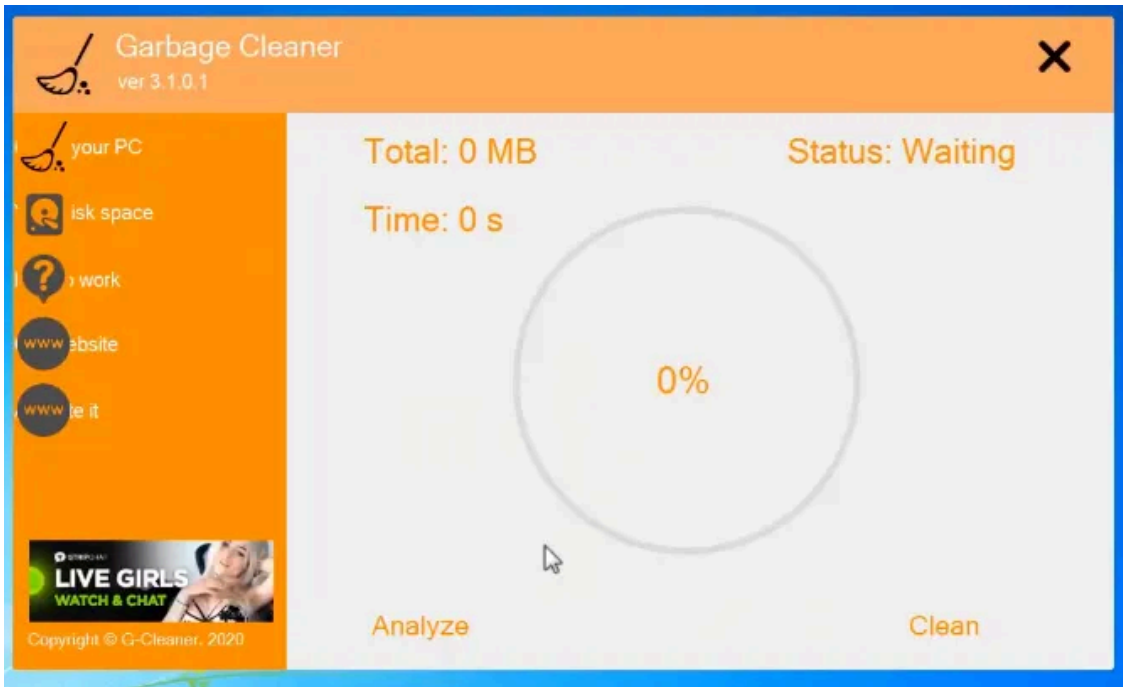 Garbage Cleaner
ver 3.1.0.1
your PC
isk space
work
www ebsite
www te it
Total: 0 MB
Status: Waiting
Time: 0 s
0%
LIVE GIRLS
WATCH & CHAT
Copyright © G-Cleaner. 2020
Analyze
Clean